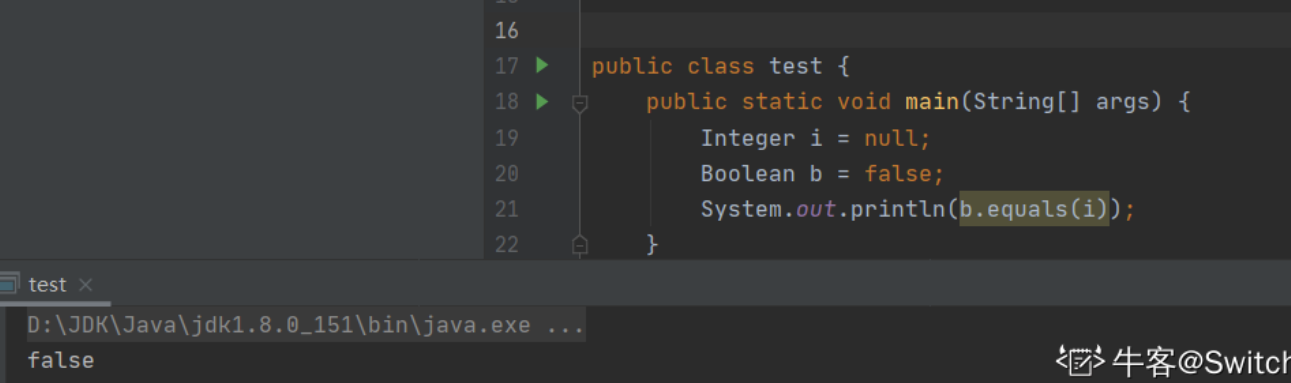 16
17 public class test {
18 public static void main(String[] args) {
19 Integer i = null;
20 Boolean b = false;
21 System.out.println(b.equals(i));
22 }
test ×
D:\JDK\Java\jdk1.8.0_151\bin\java.exe ...
false
牛客@Switch